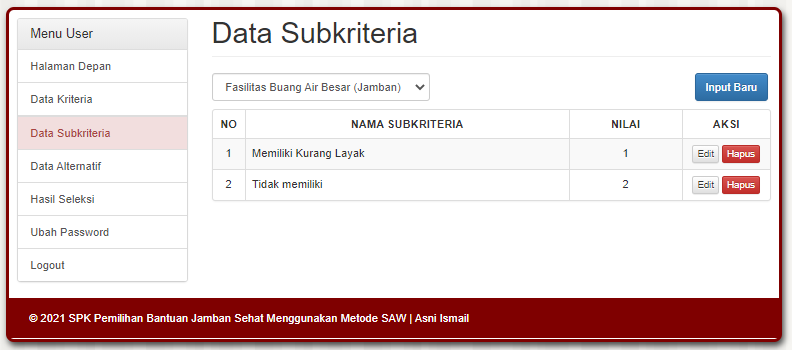 Menu User
Halaman Depan
Data Kriteria
Data Subkriteria
Data Alternatif
Hasil Seleksi
Ubah Password
Logout
Data Subkriteria
Fasilitas Buang Air Besar (Jamban)
Input Baru
NO NAMA SUBKRITERIA NILAI AKSI
1 Memiliki Kurang Layak 1 Edit Hapus
2 Tidak memiliki 2 Edit Hapus
© 2021 SPK Pemilihan Bantuan Jamban Sehat Menggunakan Metode SAW | Asni Ismail